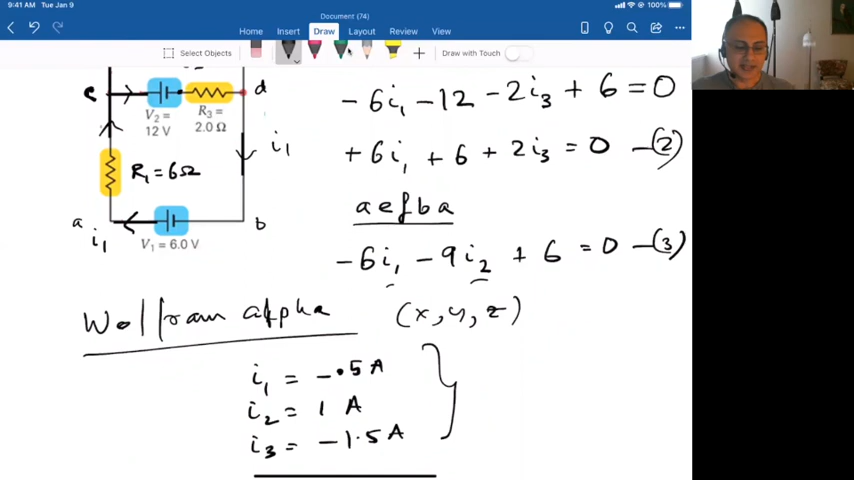 9:41 AM Tue Jan 9
100%
Document (74)
Home Insert Draw Layout Review View
Select Objects
Draw with Touch
c
d
V2 =
12 V
R3 =
2.0 Ω
i1
R1 = 6Ω
a
b
i1
V1 = 6.0 V
-6i1 -12 -2i3 + 6 = 0
+6i1 + 6 + 2i3 = 0 —(2)
aefba
-6i1 - 9i2 + 6 = 0 —(3)
Wolfram alpha (x, y, z)
i1 = -.5 A
i2 = 1 A
i3 = -1.5 A